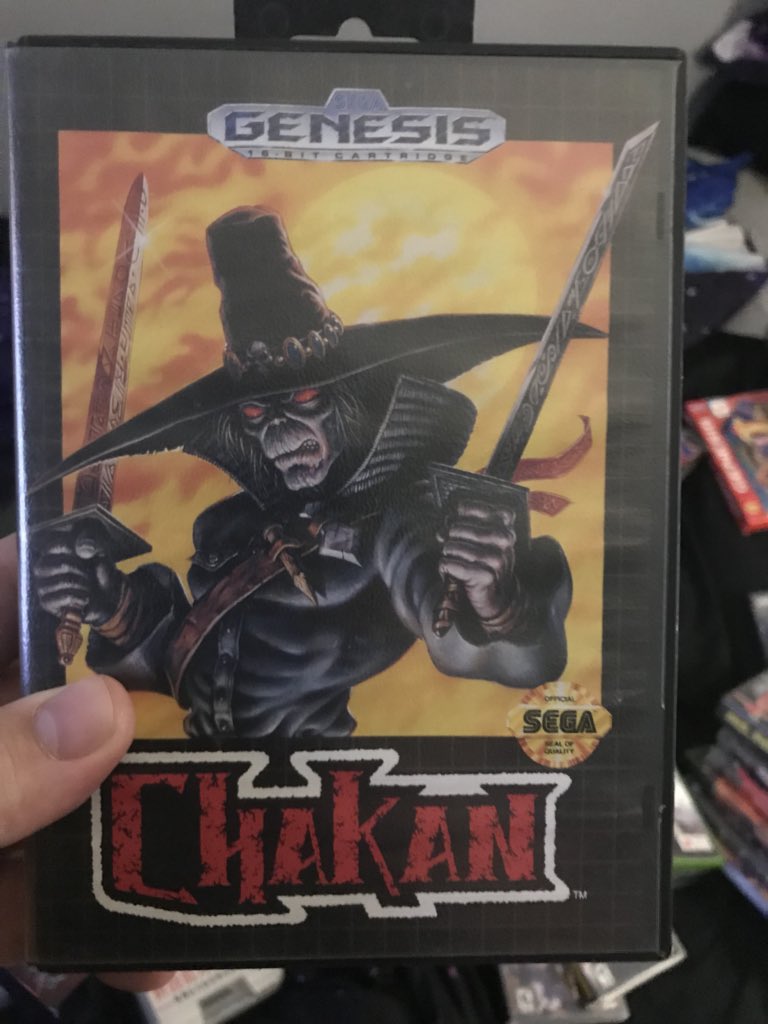 SEGA
GENESIS
16-BIT CARTRIDGE
OFFICIAL
SEGA
SEAL OF
QUALITY
CHAKAN
TM